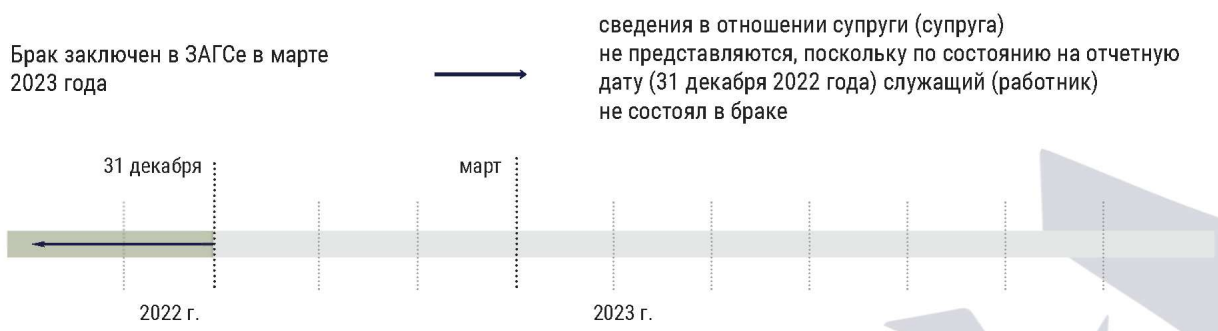 Брак заключен в ЗАГСе в марте
2023 года
сведения в отношении супруги (супруга)
не представляются, поскольку по состоянию на отчетную
дату (31 декабря 2022 года) служащий (работник)
не состоял в браке
31 декабря
март
2022 г.
2023 г.